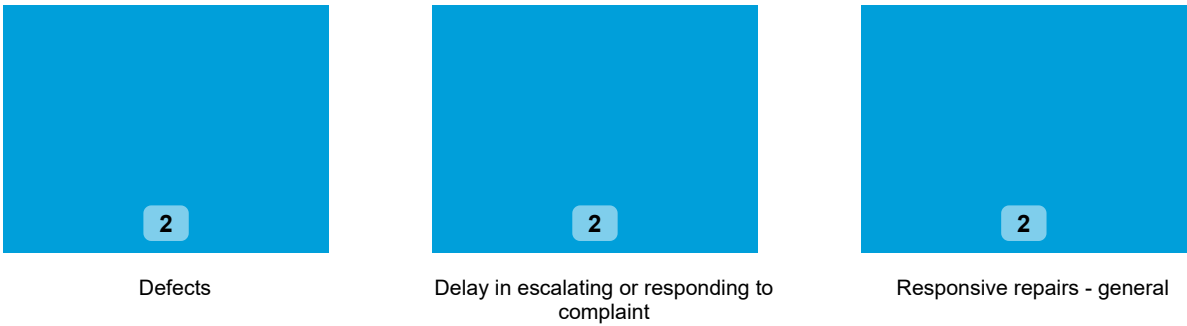 2
2
2
Defects
Delay in escalating or responding to
complaint
Responsive repairs - general